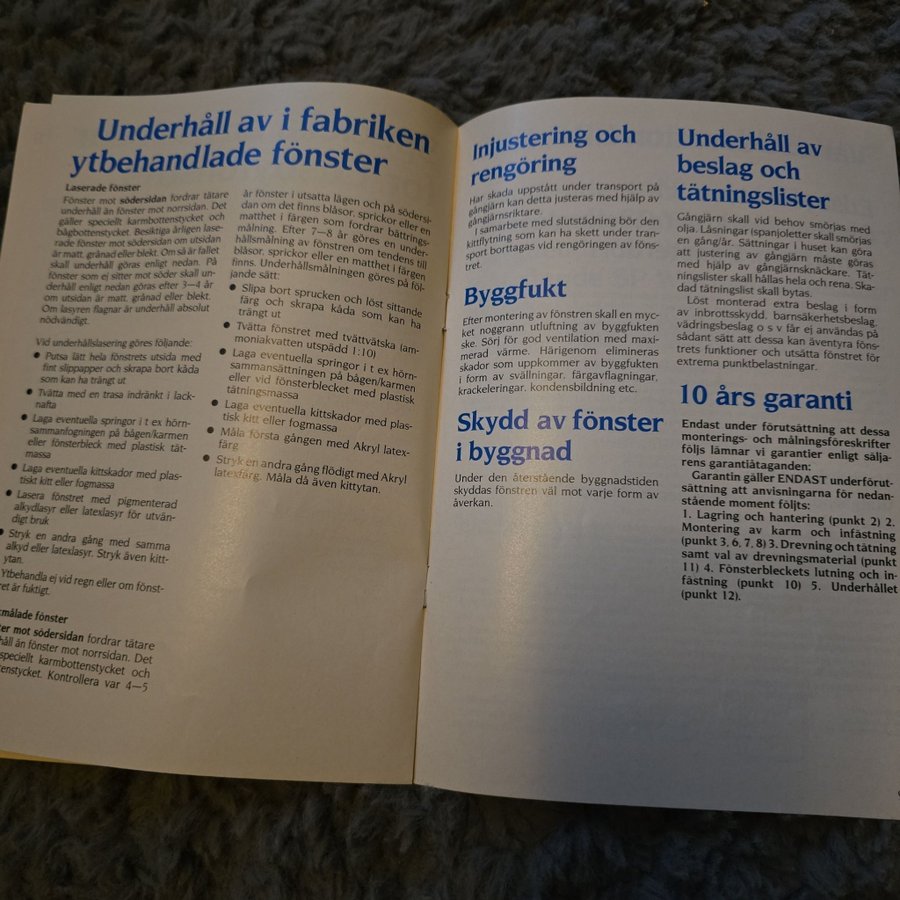 Underhåll av i fabriken
ytbehandlade fönster
Laserade fönster
Fönster mot södersidan fordrar tätare
underhåll än fönster mot norrsidan. Det
gäller speciellt karmbottenstycket och
bågbottenstycket. Besiktiga årligen lase-
rade fönster mot södersidan om utsidan
är matt, grånad eller blekt. Om så är fallet
skall underhåll göras enligt nedan. På
fönster som ej sitter mot söder skall un-
derhåll enligt nedan göras efter 3—4 år
om utsidan är matt, grånad eller blekt.
Om lasyren flagnar är underhåll absolut
nödvändigt.
Vid underhållslasering göres följande:
● Putsa lätt hela fönstrets utsida med
fint slippapper och skrapa bort kåda
som kan ha trängt ut
● Tvätta med en trasa indränkt i lack-
nafta
● Laga eventuella springor i t ex hörn-
sammanfogningen på bågen/karmen
eller fönsterbleck med plastisk tät-
massa
● Laga eventuella kittskador med plas-
tiskt kitt eller fogmassa
● Lasera fönstret med pigmenterad
alkydlasyr eller latexlasyr för utvän-
digt bruk
● Stryk en andra gång med samma
alkyd eller latexlasyr. Stryk även kitt-
ytan.
Ytbehandla ej vid regn eller om fönst-
ret är fuktigt.
målade fönster
ter mot södersidan fordrar tätare
håll än fönster mot norrsidan. Det
speciellt karmbottenstycket och
tenstycket. Kontrollera var 4—5
år fönster i utsatta lägen och på södersi-
dan om det finns blåsor, sprickor eller en
matthet i färgen som fordrar bättrings-
målning. Efter 7—8 år göres en under-
hållsmålning av fönstren om tendens till
blåsor, sprickor eller en matthet i färgen
finns. Underhållsmålningen göres på föl-
jande sätt:
● Slipa bort sprucken och löst sittande
färg och skrapa kåda som kan ha
trängt ut
● Tvätta fönstret med tvättvätska (am-
moniakvatten utspädd 1:10)
● Laga eventuella springor i t ex hörn-
sammansättningen på bågen/karmen
eller vid fönsterblecket med plastisk
tätningsmassa
● Laga eventuella kittskador med plas-
tisk kitt eller fogmassa
● Måla första gången med Akryl latex-
färg
● Stryk en andra gång flödigt med Akryl
latexfärg. Måla då även kittytan.
Injustering och
rengöring
Har skada uppstått under transport på
gångjärn kan detta justeras med hjälp av
gångjärnsriktare.
I samarbete med slutstädning bör den
kittflytning som kan ha skett under tran-
sport borttagas vid rengöringen av föns-
tret.
Byggfukt
Efter montering av fönstren skall en myc-
ket noggrann utluftning av byggfukten
ske. Sörj för god ventilation med maxi-
merad värme. Härigenom elimineras
skador som uppkommer av byggfukten
i form av svällningar, färgavflagningar,
krackeleringar, kondensbildning etc.
Skydd av fönster
i byggnad
Under den återstående byggnadstiden
skyddas fönstren väl mot varje form av
åverkan.
Underhåll av
beslag och
tätningslister
Gångjärn skall vid behov smörjas med
olja. Låsningar (spanjoletter skall smörjas
en gång/år. Sättningar i huset kan göra
att justering av gångjärn måste göras
med hjälp av gångjärnsknäckare. Tät-
ningslister skall hållas hela och rena. Ska-
dad tätningslist skall bytas.
Löst monterad extra beslag i form
av inbrottsskydd, barnsäkerhetsbeslag,
vädringsbeslag o s v får ej användas på
sådant sätt att dessa kan äventyra föns-
trets funktioner och utsätta fönstret för
extrema punktbelastningar.
10 års garanti
Endast under förutsättning att dessa
monterings- och målningsföreskrifter
följs lämnar vi garantier enligt sälja-
rens garantiåtaganden:
Garantin gäller ENDAST underförut-
sättning att anvisningarna för nedan-
stående moment följts:
1. Lagring och hantering (punkt 2) 2.
Montering av karm och infästning
(punkt 3, 6, 7, 8) 3. Drevning och tätning
samt val av drevningsmaterial (punkt
11) 4. Fönsterbleckets lutning och in-
fästning (punkt 10) 5. Underhållet
(punkt 12).